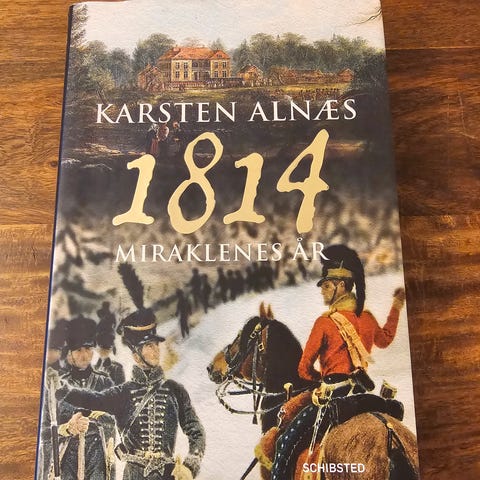 KARSTEN ALNÆS
1814
MIRAKLENES ÅR
SCHIBSTED